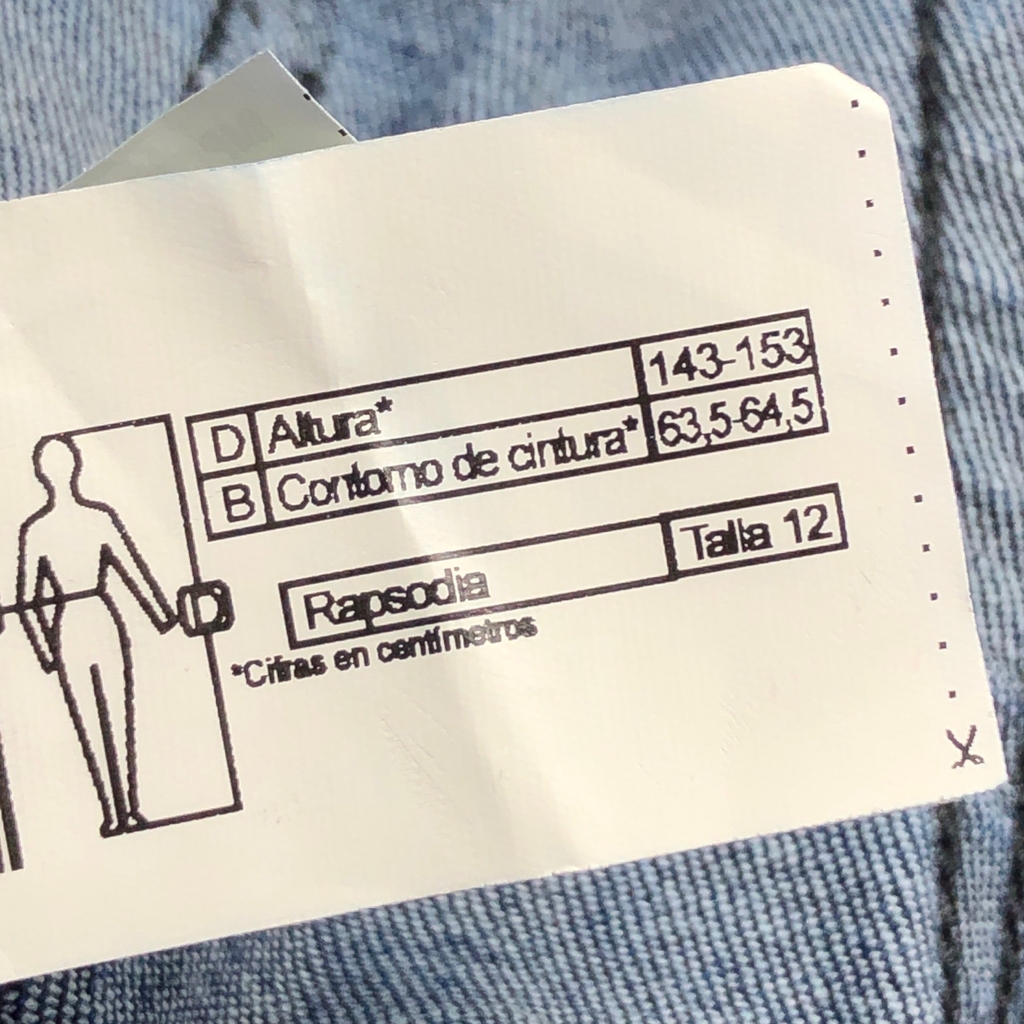 D Altura* 143-153
B Contorno de cintura* 63,5-64,5
Rapsodia Talla 12
*Cifras en centímetros
D